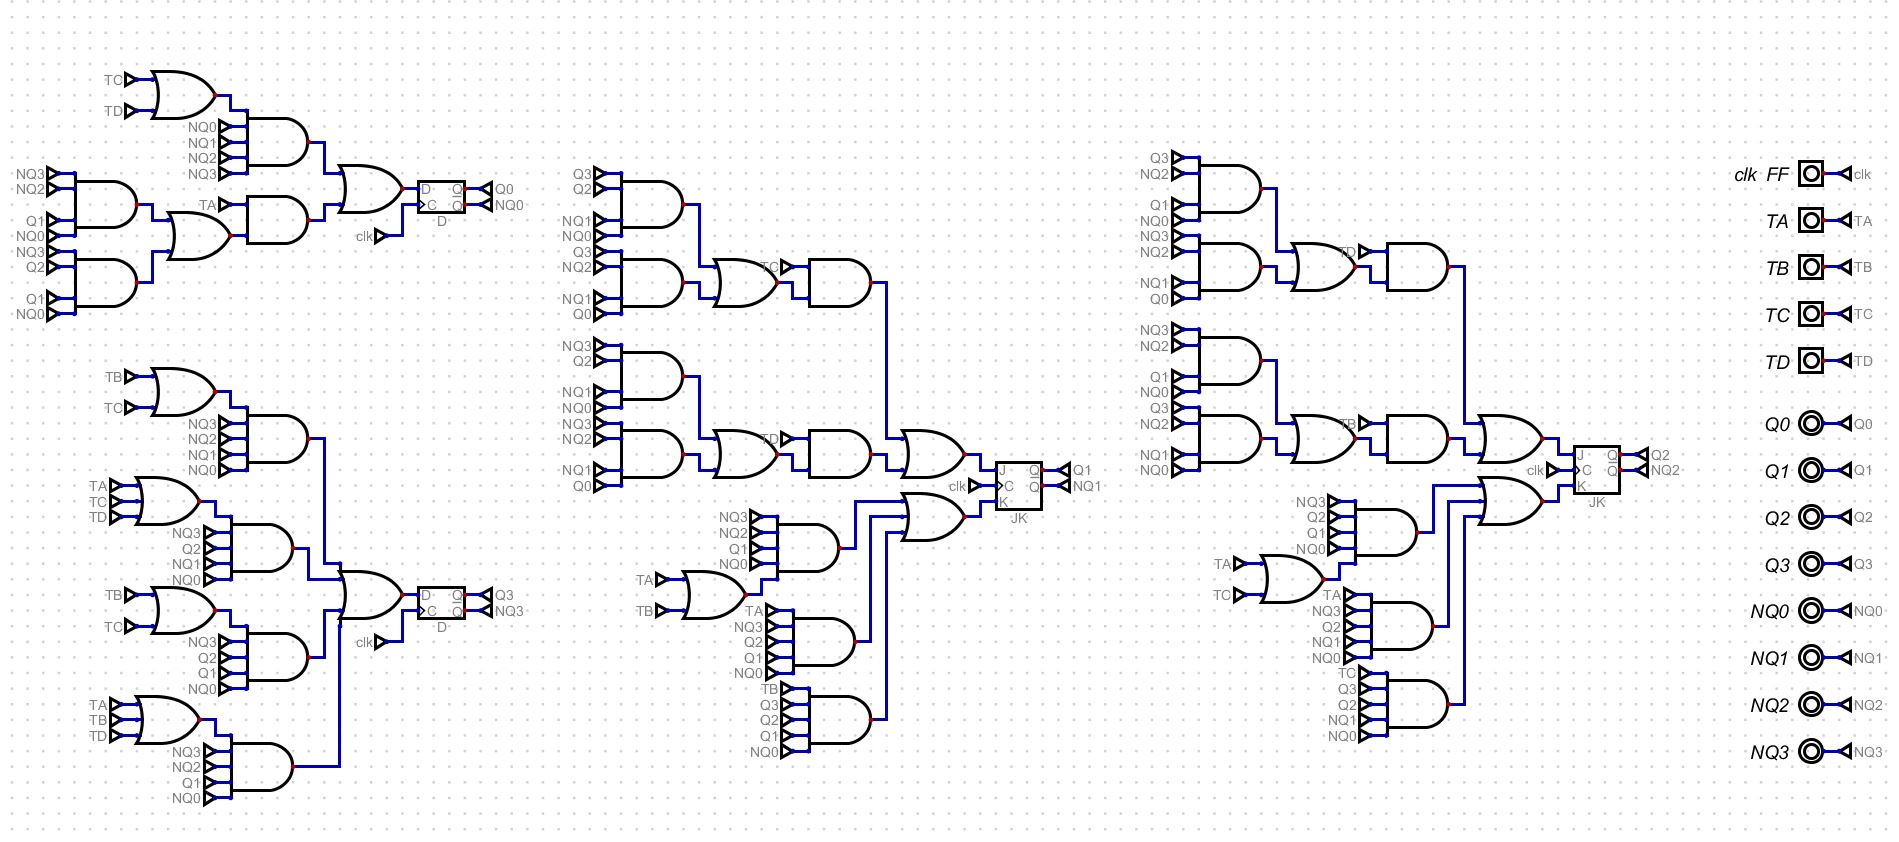 TC
TD
NQ0
NQ1
NQ2
NQ3
NQ3
NQ2
Q1
NQ0
NQ3
Q2
Q1
NQ0
TA
D Q
C Q
D
Q0
NQ0
clk
TB
TC
NQ3
NQ2
NQ1
NQ0
TA
TC
TD
NQ3
Q2
NQ1
NQ0
TB
TC
NQ3
Q2
Q1
NQ0
TA
TB
TD
NQ3
NQ2
Q1
NQ0
D Q
C Q
D
Q3
NQ3
clk
Q3
Q2
NQ1
NQ0
Q3
NQ2
NQ1
Q0
TC
NQ3
Q2
NQ1
NQ0
NQ3
NQ2
NQ1
Q0
TD
NQ3
NQ2
Q1
NQ0
TA
TB
TA
NQ3
Q2
Q1
NQ0
TB
Q3
Q2
Q1
NQ0
clk
J Q
C Q
K
JK
Q1
NQ1
Q3
NQ2
Q1
NQ0
NQ3
NQ2
NQ1
Q0
TD
NQ3
NQ2
Q1
NQ0
Q3
NQ2
NQ1
NQ0
TB
NQ3
Q2
Q1
NQ0
TA
TC
TA
NQ3
Q2
NQ1
NQ0
TC
Q3
Q2
NQ1
NQ0
clk
J Q
C Q
K
JK
Q2
NQ2
clk FF clk
TA TA
TB TB
TC TC
TD TD
Q0 Q0
Q1 Q1
Q2 Q2
Q3 Q3
NQ0 NQ0
NQ1 NQ1
NQ2 NQ2
NQ3 NQ3